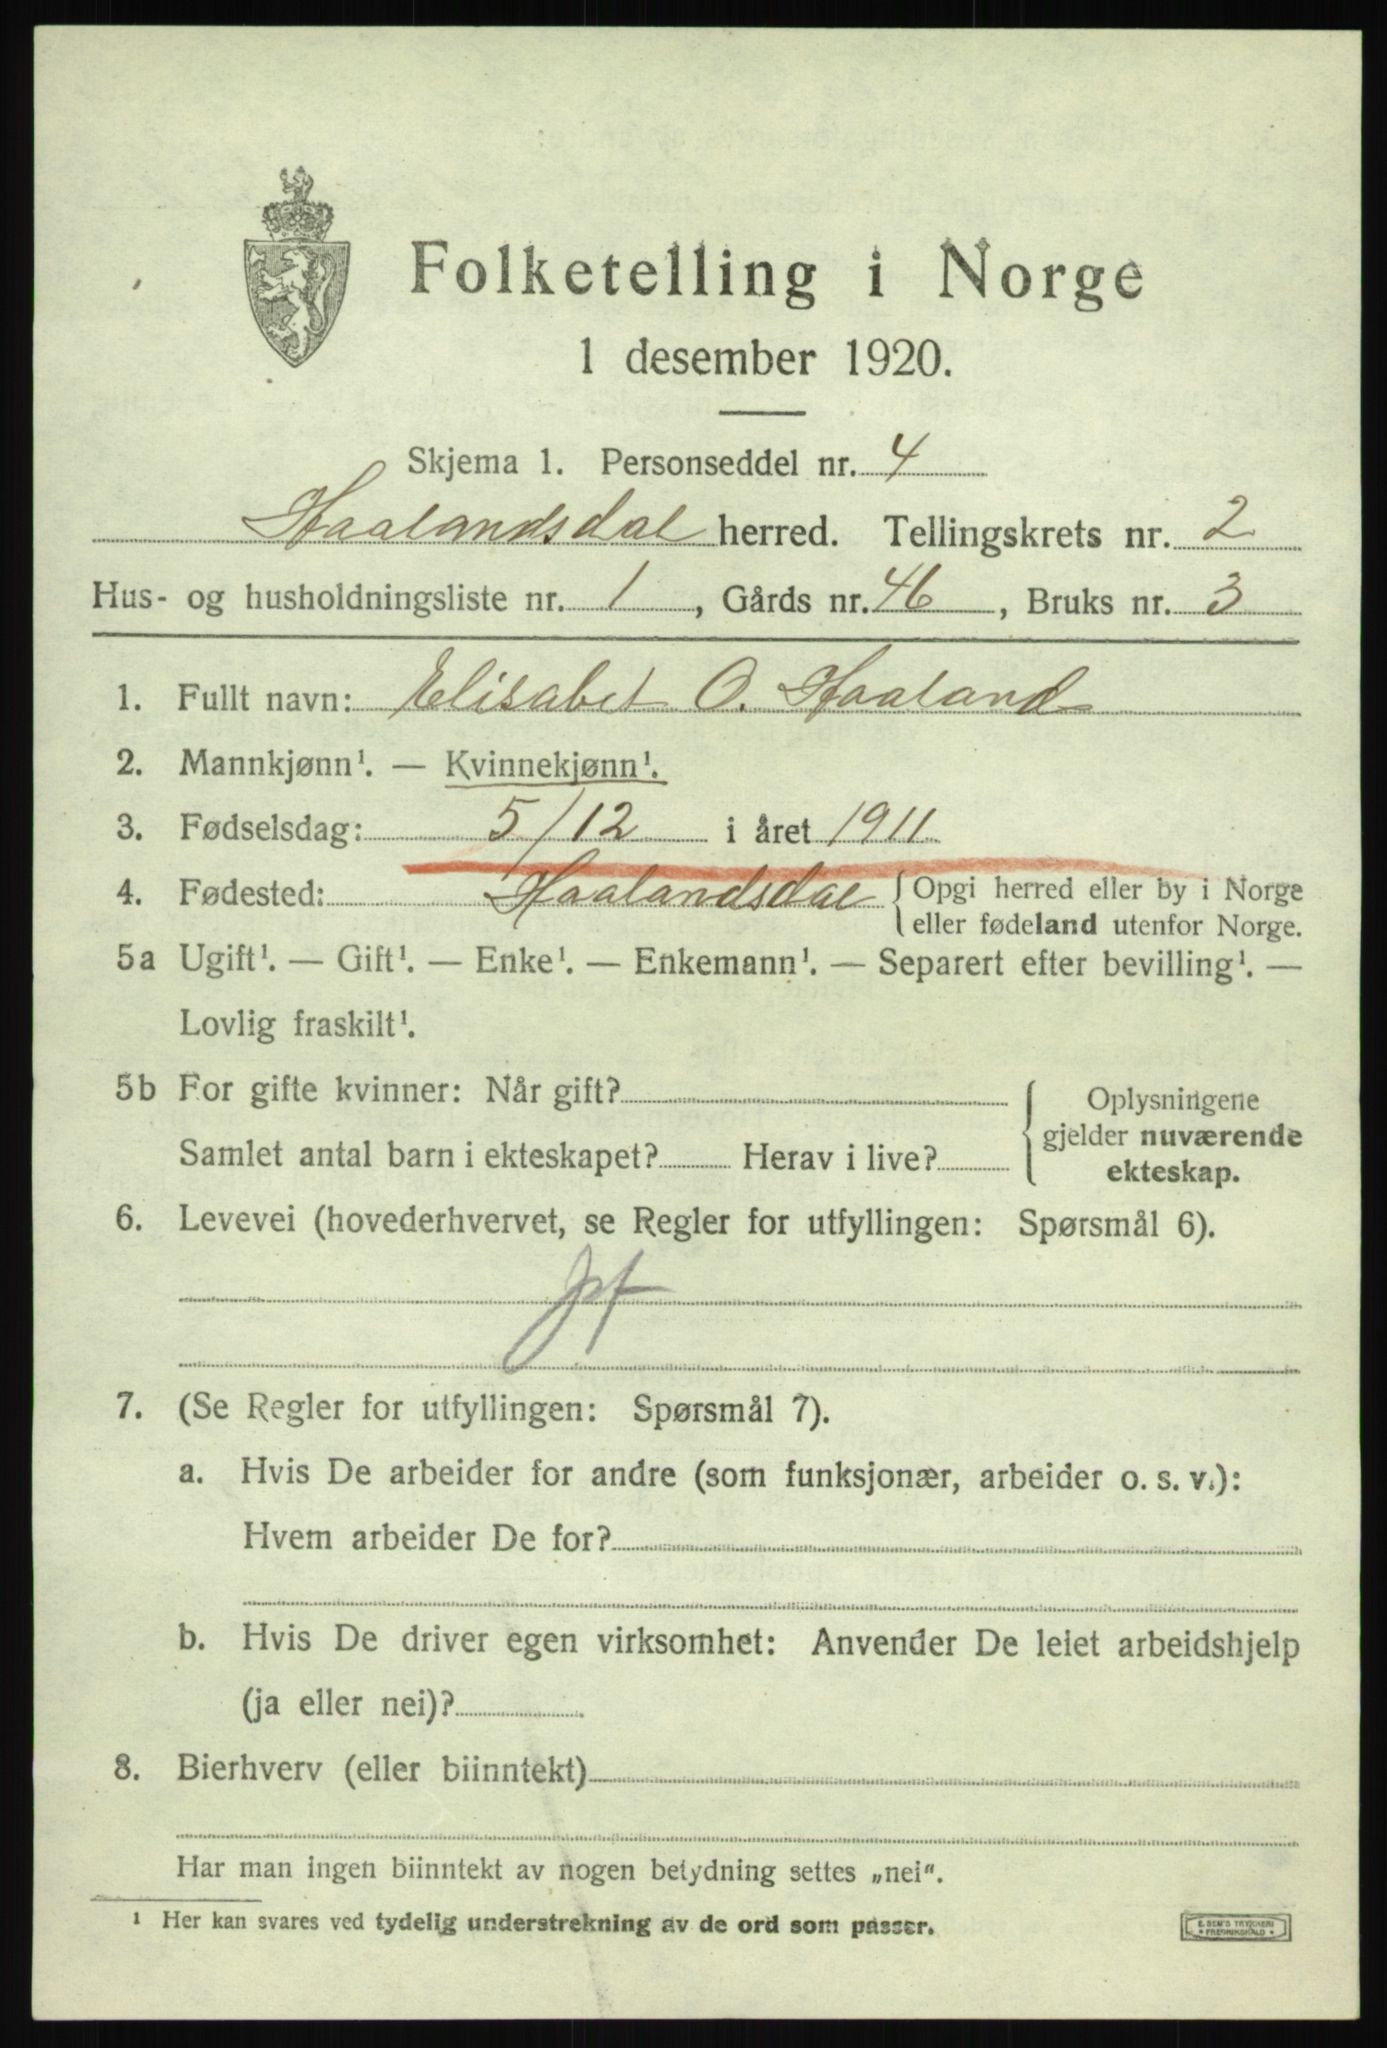 Folketelling i Norge
1 desember 1920.
Skjema 1. Personseddel nr. 4
Haalandsdal herred. Tellingskrets nr. 2
Hus- og husholdningsliste nr. 1, Gårds nr. 46, Bruks nr. 3
1. Fullt navn: Elisabet O. Haaland
2. Mannkjønn¹. — Kvinnekjønn¹.
3. Fødselsdag: 5/12 i året 1911
4. Fødested: Haalandsdal { Opgi herred eller by i Norge
eller fødeland utenfor Norge.
5a Ugift¹. — Gift¹. — Enke¹. — Enkemann¹. — Separert efter bevilling¹. —
Lovlig fraskilt¹.
5b For gifte kvinner: Når gift?
Samlet antal barn i ekteskapet? Herav i live?
{ Oplysningene
gjelder nuværende
ekteskap.
6. Levevei (hovederhvervet, se Regler for utfyllingen: Spørsmål 6).
7. (Se Regler for utfyllingen: Spørsmål 7).
a. Hvis De arbeider for andre (som funksjonær, arbeider o. s. v.):
Hvem arbeider De for?
b. Hvis De driver egen virksomhet: Anvender De leiet arbeidshjelp
(ja eller nei)?
8. Bierhverv (eller biinntekt)
Har man ingen biinntekt av nogen betydning settes „nei“.
¹ Her kan svares ved tydelig understrekning av de ord som passer.
E. SEM'S TRYKKERI
FREDRIKSHALD